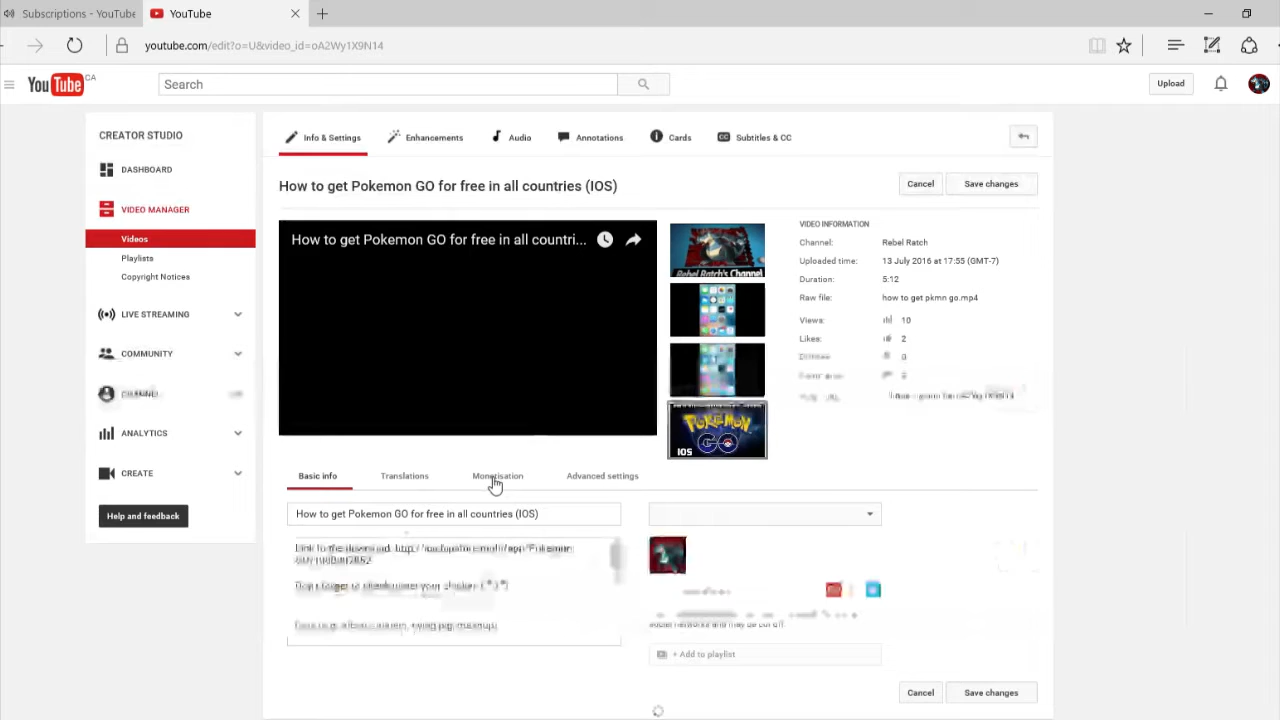 Subscriptions - YouTube
YouTube
youtube.com/edit?o=U&video_id=oA2Wy1X9N14
YouTube CA
Search
Upload
CREATOR STUDIO
DASHBOARD
VIDEO MANAGER
Videos
Playlists
Copyright Notices
LIVE STREAMING
COMMUNITY
CHANNEL
ANALYTICS
CREATE
Help and feedback
Info & Settings
Enhancements
Audio
Annotations
Cards
CC Subtitles & CC
How to get Pokemon GO for free in all countries (IOS)
Cancel
Save changes
How to get Pokemon GO for free in all countri...
Rebel Ratch's Channel
POKEMON
GO
IOS
VIDEO INFORMATION
Channel: Rebel Ratch
Uploaded time: 13 July 2016 at 17:55 (GMT-7)
Duration: 5:12
Raw file: how to get pkmn go.mp4
Views: 10
Likes: 2
Basic info
Translations
Monetisation
Advanced settings
How to get Pokemon GO for free in all countries (IOS)
+ Add to playlist
Cancel
Save changes